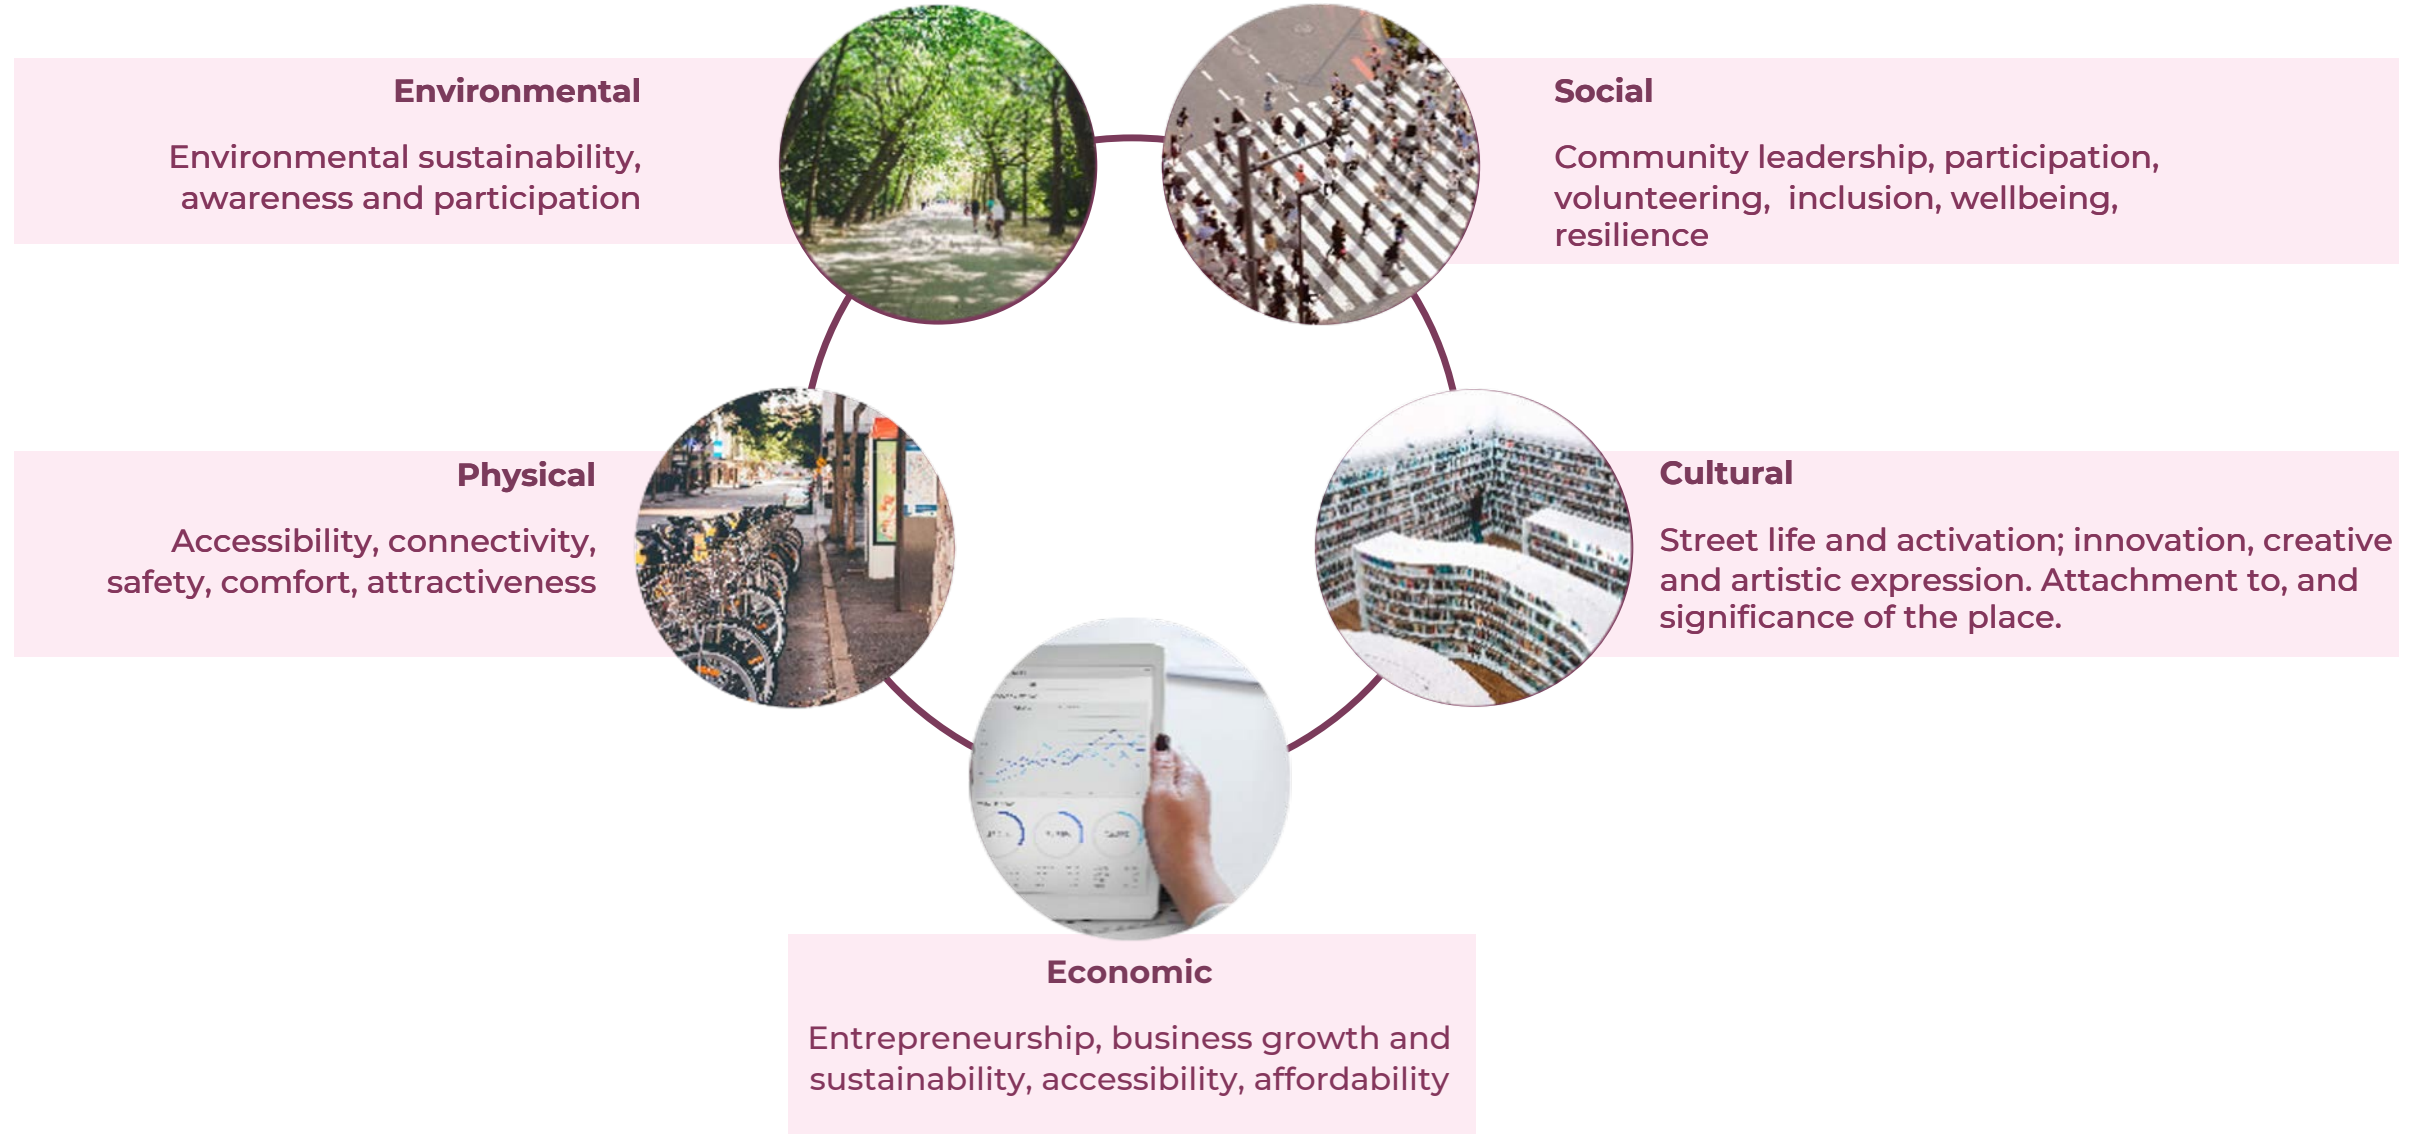 Environmental
Environmental sustainability,
awareness and participation
Social
Community leadership, participation,
volunteering,  inclusion, wellbeing,
resilience
Physical
Accessibility, connectivity,
safety, comfort, attractiveness
Cultural
Street life and activation; innovation, creative
and artistic expression. Attachment to, and
significance of the place.
Economic
Entrepreneurship, business growth and
sustainability, accessibility, affordability